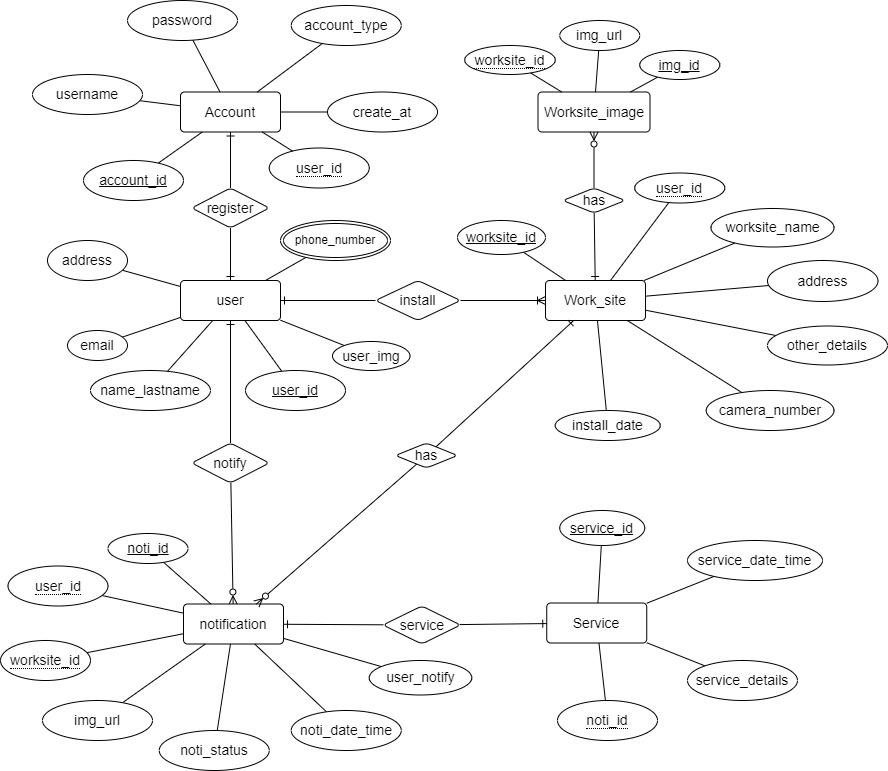 password
account_type
img_url
worksite_id
img_id
username
Account
create_at
Worksite_image
account_id
user_id
user_id
register
has
phone_number
worksite_id
worksite_name
address
address
user
install
Work_site
email
user_img
other_details
name_lastname
user_id
camera_number
install_date
notify
has
service_id
noti_id
service_date_time
user_id
notification
service
Service
worksite_id
user_notify
service_details
img_url
noti_date_time
noti_id
noti_status